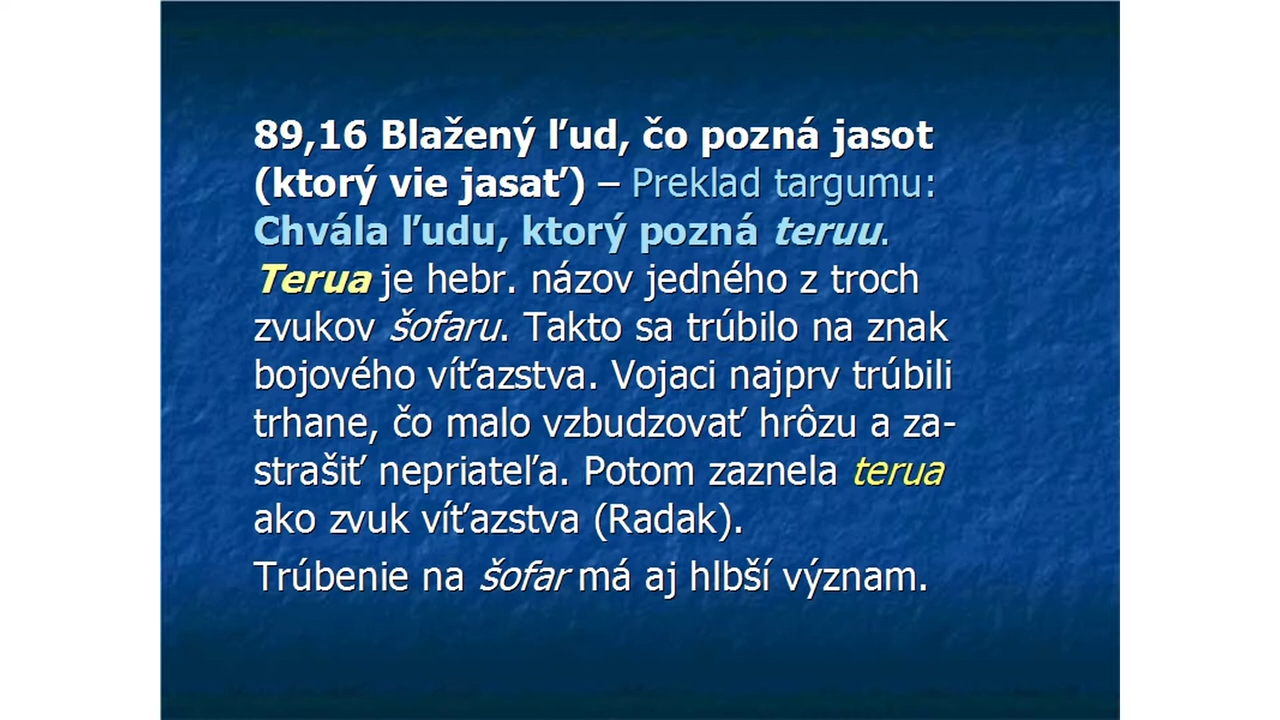 89,16 Blažený ľud, čo pozná jasot
(ktorý vie jasať) – Preklad targumu:
Chvála ľudu, ktorý pozná teruu.
Terua je hebr. názov jedného z troch
zvukov šofaru. Takto sa trúbilo na znak
bojového víťazstva. Vojaci najprv trúbili
trhane, čo malo vzbudzovať hrôzu a za-
strašiť nepriateľa. Potom zaznela terua
ako zvuk víťazstva (Radak).
Trúbenie na šofar má aj hlbší význam.